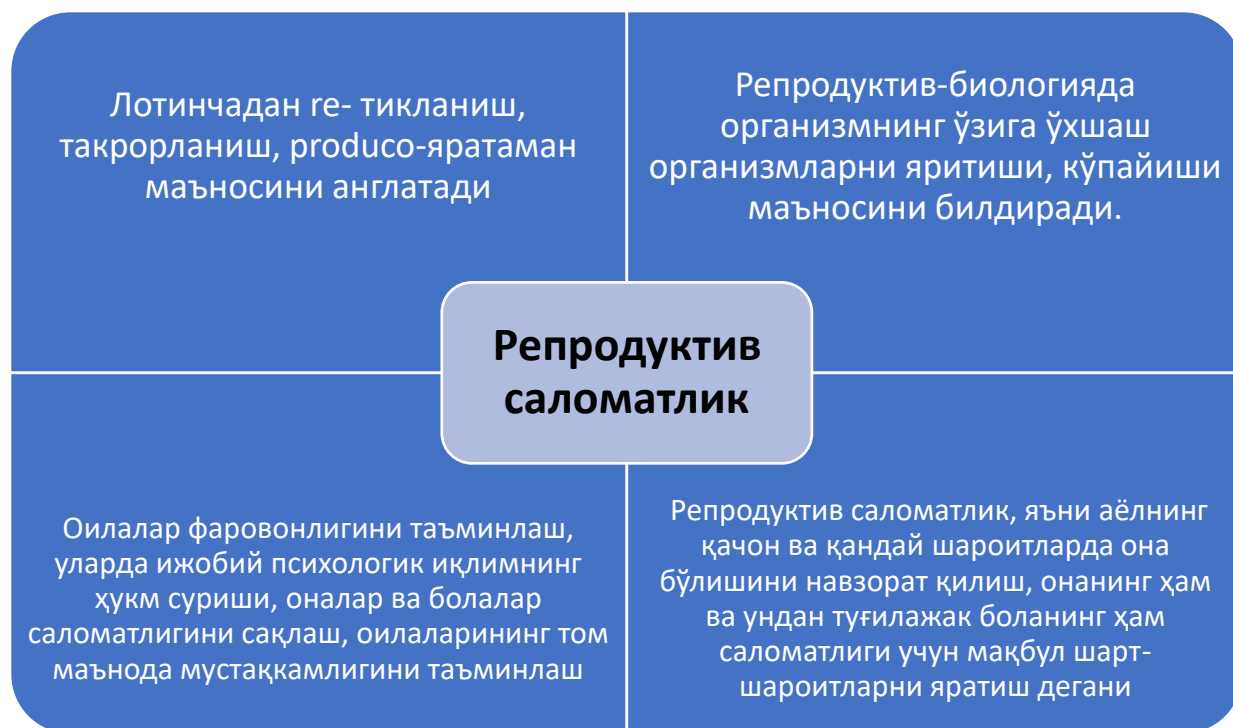 Лотинчадан re- тикланиш,
такрорланиш, produco-яратаман
маъносини англатади
Репродуктив-биологияда
организмнинг ўзига ўхшаш
организмларни яритиши, кўпайиши
маъносини билдиради.
Репродуктив
саломатлик
Оилалар фаровонлигини таъминлаш,
уларда ижобий психологик иқлимнинг
ҳукм суриши, оналар ва болалар
саломатлигини сақлаш, оилаларининг том
маънода мустақкамлигини таъминлаш
Репродуктив саломатлик, яъни аёлнинг
қачон ва қандай шароитларда она
бўлишини навзорат қилиш, онанинг ҳам
ва ундан туғилажак боланинг ҳам
саломатлиги учун мақбул шарт-
шароитларни яратиш дегани